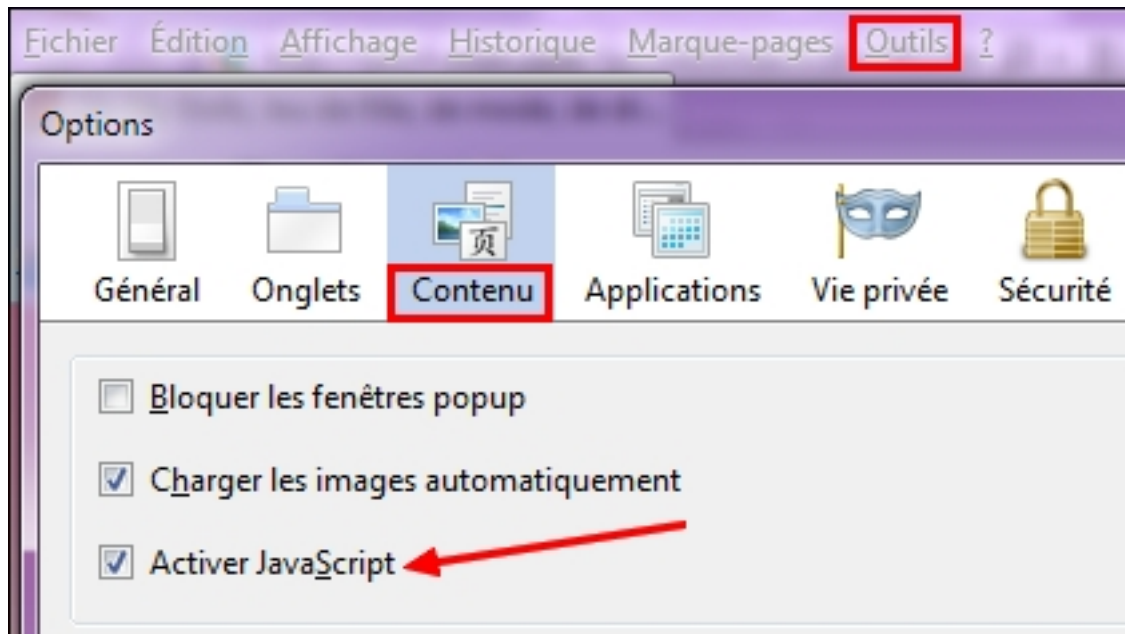 Fichier Édition Affichage Historique Marque-pages Outils ?
Options
页
Général Onglets Contenu Applications Vie privée Sécurité
Bloquer les fenêtres popup
Charger les images automatiquement
Activer JavaScript